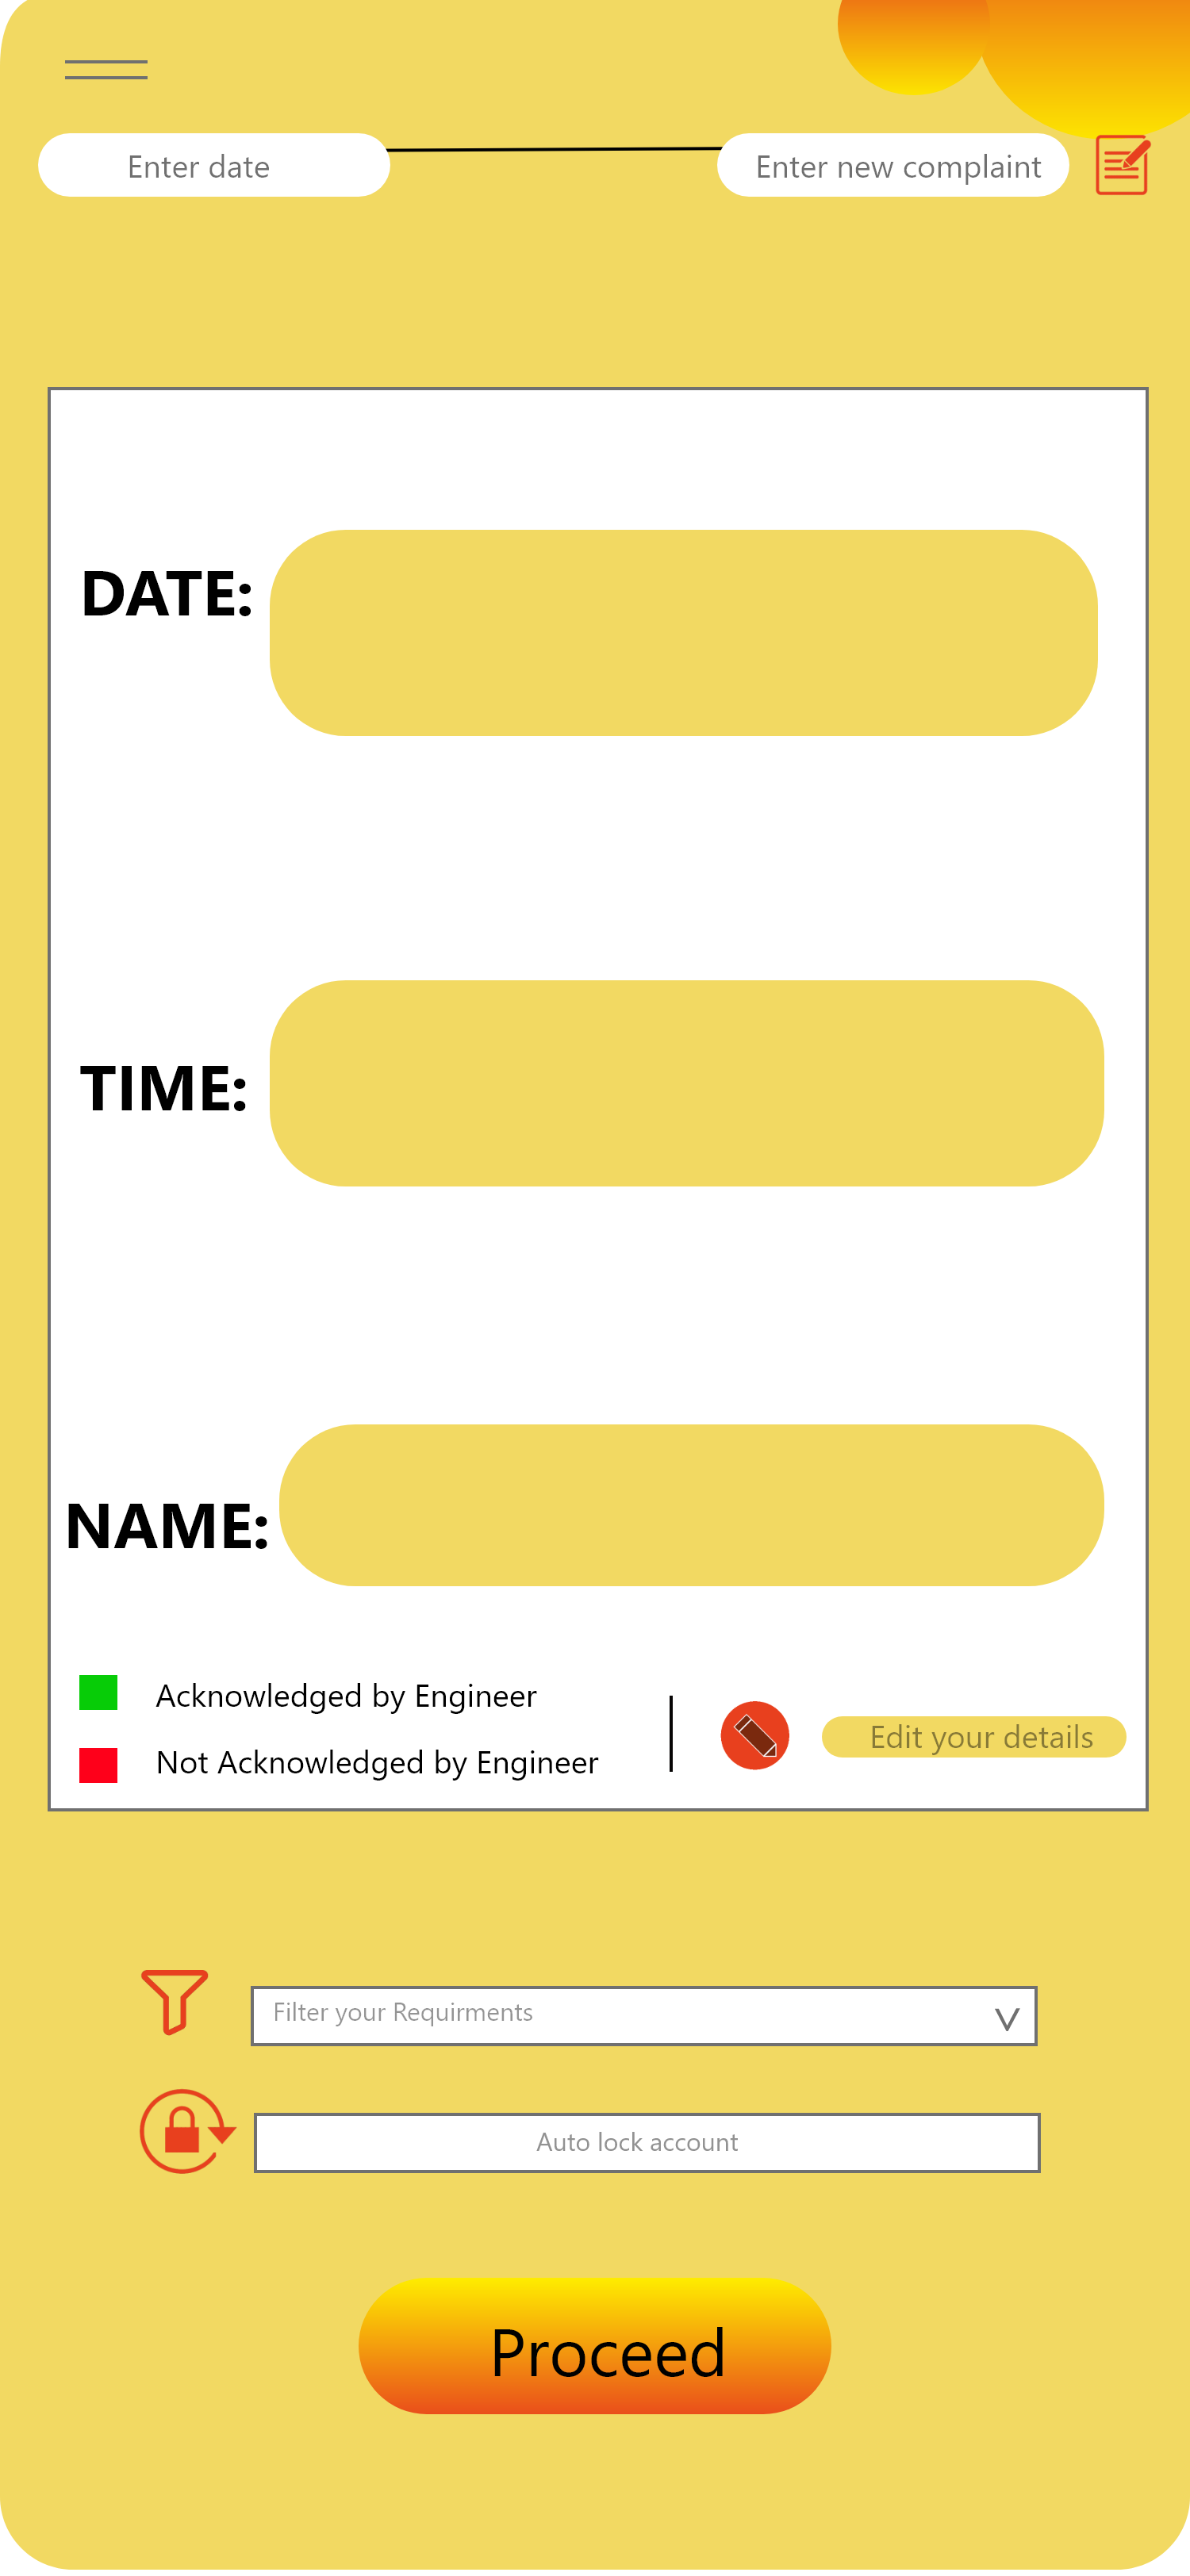 Enter date
Enter new complaint
DATE:
TIME:
NAME:
Acknowledged by Engineer
Not Acknowledged by Engineer
Edit your details
Filter your Requirments
Auto lock account
Proceed